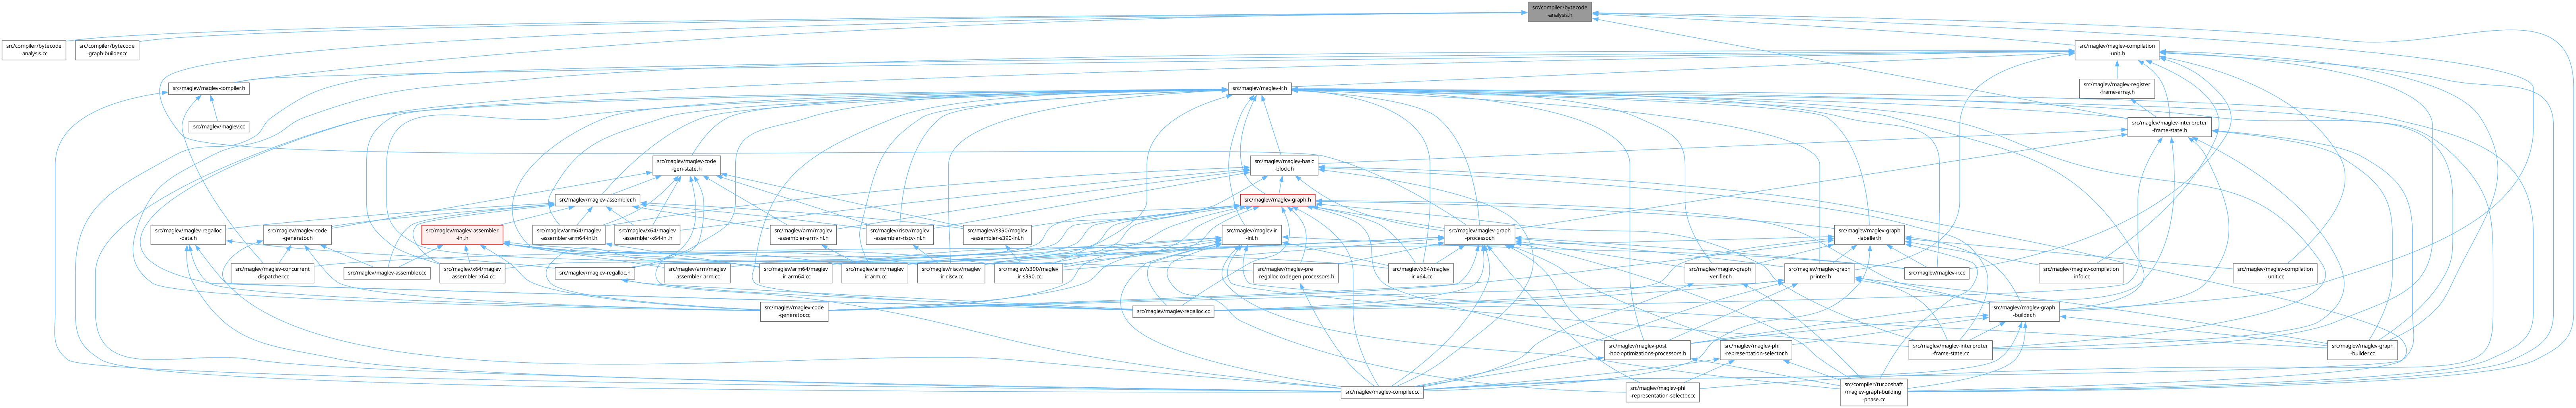 src/compiler/bytecode
-analysis.h
src/compiler/bytecode
-analysis.cc
src/compiler/bytecode
-graph-builder.cc
src/maglev/maglev-compilation
-unit.h
src/maglev/maglev-compiler.h
src/maglev/maglev-ir.h
src/maglev/maglev-register
-frame-array.h
src/maglev/maglev.cc
src/maglev/maglev-interpreter
-frame-state.h
src/maglev/maglev-code
-gen-state.h
src/maglev/maglev-basic
-block.h
src/maglev/maglev-assembler.h
src/maglev/maglev-graph.h
src/maglev/maglev-regalloc
-data.h
src/maglev/maglev-code
-generator.h
src/maglev/maglev-assembler
-inl.h
src/maglev/arm64/maglev
-assembler-arm64-inl.h
src/maglev/x64/maglev
-assembler-x64-inl.h
src/maglev/arm/maglev
-assembler-arm-inl.h
src/maglev/riscv/maglev
-assembler-riscv-inl.h
src/maglev/s390/maglev
-assembler-s390-inl.h
src/maglev/maglev-ir
-inl.h
src/maglev/maglev-graph
-processor.h
src/maglev/maglev-graph
-labeller.h
src/maglev/maglev-concurrent
-dispatcher.cc
src/maglev/maglev-assembler.cc
src/maglev/x64/maglev
-assembler-x64.cc
src/maglev/maglev-regalloc.h
src/maglev/arm/maglev
-assembler-arm.cc
src/maglev/arm64/maglev
-ir-arm64.cc
src/maglev/arm/maglev
-ir-arm.cc
src/maglev/riscv/maglev
-ir-riscv.cc
src/maglev/s390/maglev
-ir-s390.cc
src/maglev/maglev-pre
-regalloc-codegen-processors.h
src/maglev/x64/maglev
-ir-x64.cc
src/maglev/maglev-graph
-verifier.h
src/maglev/maglev-graph
-printer.h
src/maglev/maglev-ir.cc
src/maglev/maglev-compilation
-info.cc
src/maglev/maglev-compilation
-unit.cc
src/maglev/maglev-code
-generator.cc
src/maglev/maglev-regalloc.cc
src/maglev/maglev-graph
-builder.h
src/maglev/maglev-post
-hoc-optimizations-processors.h
src/maglev/maglev-phi
-representation-selector.h
src/maglev/maglev-interpreter
-frame-state.cc
src/maglev/maglev-graph
-builder.cc
src/maglev/maglev-compiler.cc
src/maglev/maglev-phi
-representation-selector.cc
src/compiler/turboshaft
/maglev-graph-building
-phase.cc